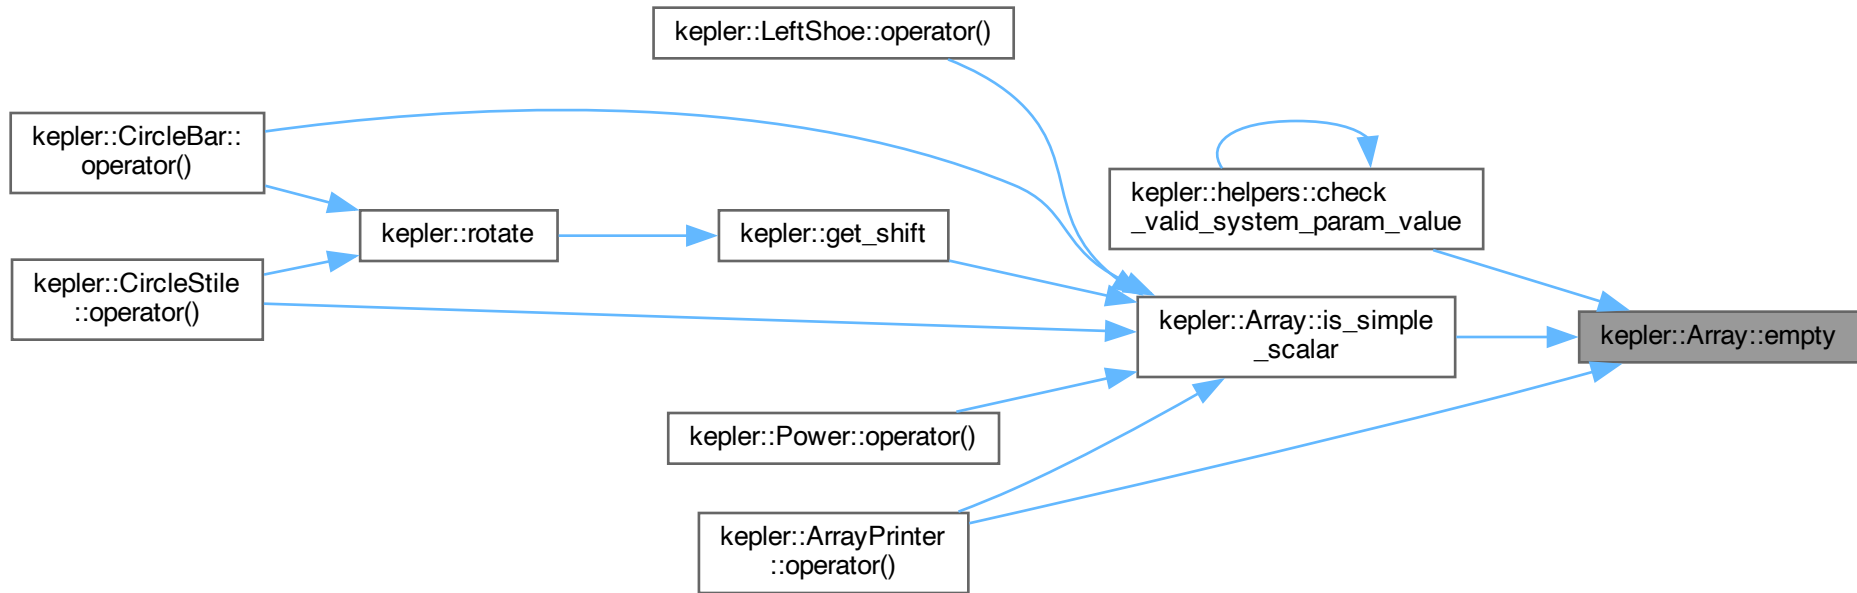 kepler::LeftShoe::operator()
kepler::CircleBar::
operator()
kepler::helpers::check
_valid_system_param_value
kepler::rotate
kepler::get_shift
kepler::CircleStile
::operator()
kepler::Array::is_simple
_scalar
kepler::Array::empty
kepler::Power::operator()
kepler::ArrayPrinter
::operator()